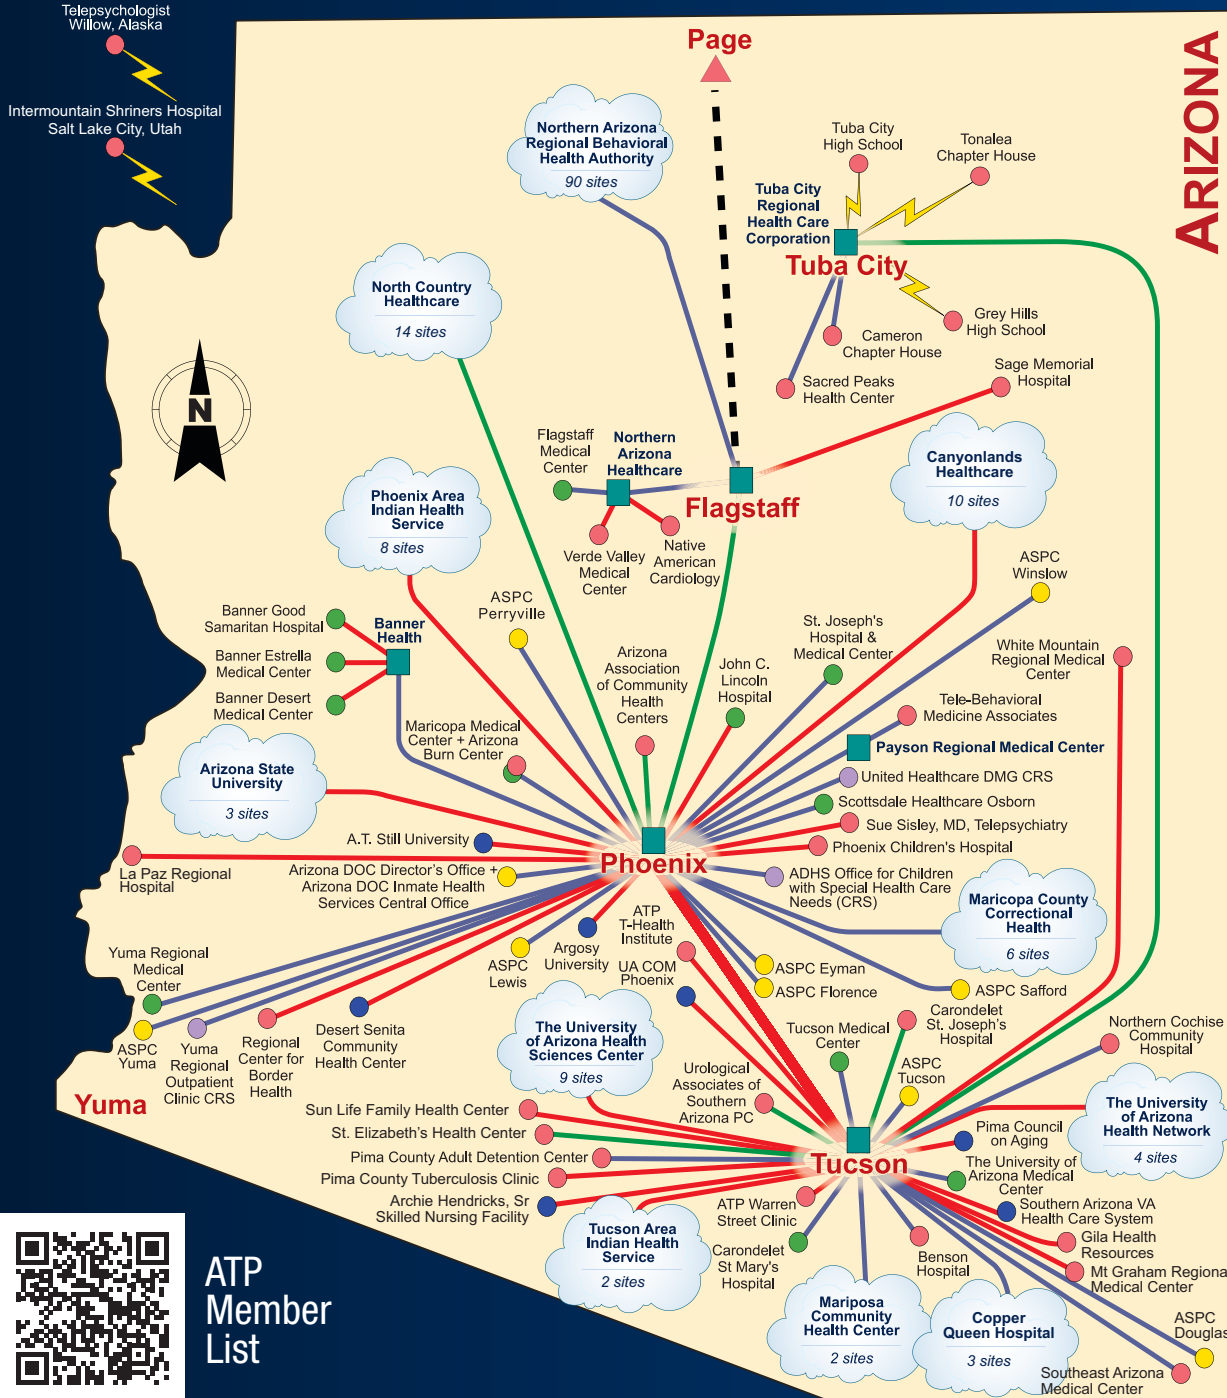 Telepsychologist
Willow, Alaska
Intermountain Shriners Hospital
Salt Lake City, Utah
ARIZONA
Page
Northern Arizona
Regional Behavioral
Health Authority
90 sites
Tuba City
High School
Tonalea
Chapter House
Tuba City
Regional
Health Care
Corporation
Tuba City
North Country
Healthcare
14 sites
Grey Hills
High School
Cameron
Chapter House
Sacred Peaks
Health Center
Sage Memorial
Hospital
N
Flagstaff
Medical
Center
Northern
Arizona
Healthcare
Flagstaff
Canyonlands
Healthcare
10 sites
Phoenix Area
Indian Health
Service
8 sites
Verde Valley
Medical
Center
Native
American
Cardiology
ASPC
Winslow
ASPC
Perryville
Banner Good
Samaritan Hospital
Banner
Health
Banner Estrella
Medical Center
Banner Desert
Medical Center
Arizona
Association
of Community
Health
Centers
John C.
Lincoln
Hospital
St. Joseph's
Hospital &
Medical Center
White Mountain
Regional Medical
Center
Tele-Behavioral
Medicine Associates
Maricopa Medical
Center + Arizona
Burn Center
Payson Regional Medical Center
Arizona State
University
3 sites
United Healthcare DMG CRS
Scottsdale Healthcare Osborn
Sue Sisley, MD, Telepsychiatry
A.T. Still University
Phoenix Children's Hospital
Phoenix
La Paz Regional
Hospital
Arizona DOC Director's Office +
Arizona DOC Inmate Health
Services Central Office
ADHS Office for Children
with Special Health Care
Needs (CRS)
Maricopa County
Correctional
Health
6 sites
ATP
T-Health
Institute
Argosy
University
ASPC
Lewis
UA COM
Phoenix
ASPC Eyman
ASPC Florence
ASPC Safford
Yuma Regional
Medical
Center
ASPC
Yuma
Yuma
Regional
Outpatient
Clinic CRS
Regional
Center for
Border
Health
Desert Senita
Community
Health Center
Yuma
The University
of Arizona Health
Sciences Center
9 sites
Tucson Medical
Center
Carondelet
St. Joseph's
Hospital
Northern Cochise
Community
Hospital
Urological
Associates of
Southern
Arizona PC
ASPC
Tucson
Sun Life Family Health Center
St. Elizabeth's Health Center
Pima County Adult Detention Center
Pima County Tuberculosis Clinic
Archie Hendricks, Sr
Skilled Nursing Facility
Tucson
Pima Council
on Aging
The University
of Arizona
Health Network
4 sites
The University of
Arizona Medical
Center
Southern Arizona VA
Health Care System
Gila Health
Resources
Mt Graham Regional
Medical Center
ATP Warren
Street Clinic
Carondelet
St Mary's
Hospital
Benson
Hospital
Tucson Area
Indian Health
Service
2 sites
Mariposa
Community
Health Center
2 sites
Copper
Queen Hospital
3 sites
ASPC
Douglas
Southeast Arizona
Medical Center
ATP
Member
List